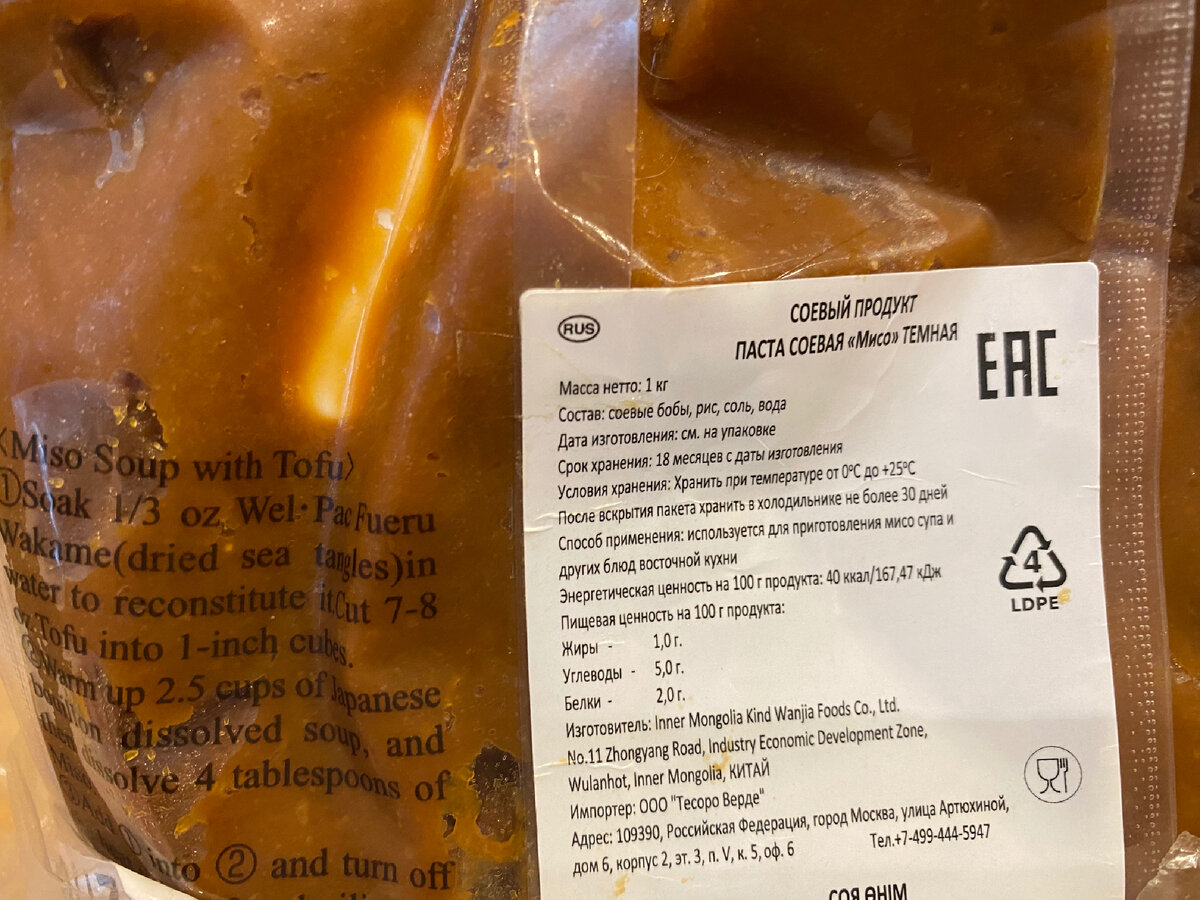 〈Miso Soup with Tofu〉
①Soak 1/3 oz Wel·Pac Fueru
Wakame(dried sea tangles)in
water to reconstitute it.Cut 7-8
oz Tofu into 1-inch cubes.
②Warm up 2.5 cups of Japanese
bouillon dissolved soup, and
then dissolve 4 tablespoons of
Miso
into ② and turn off
RUS
СОЕВЫЙ ПРОДУКТ
ПАСТА СОЕВАЯ «Мисо» ТЕМНАЯ
EAC
Масса нетто: 1 кг
Состав: соевые бобы, рис, соль, вода
Дата изготовления: см. на упаковке
Срок хранения: 18 месяцев с даты изготовления
Условия хранения: Хранить при температуре от 0°С до +25°С
После вскрытия пакета хранить в холодильнике не более 30 дней
Способ применения: используется для приготовления мисо супа и
других блюд восточной кухни
Энергетическая ценность на 100 г продукта: 40 ккал/167,47 кДж
Пищевая ценность на 100 г продукта:
Жиры - 1,0 г.
Углеводы - 5,0 г.
Белки - 2,0 г.
4
LDPE
Изготовитель: Inner Mongolia Kind Wanjia Foods Co., Ltd.
No.11 Zhongyang Road, Industry Economic Development Zone,
Wulanhot, Inner Mongolia, КИТАЙ
Импортер: ООО "Тесоро Верде"
Адрес: 109390, Российская Федерация, город Москва, улица Артюхиной,
дом 6, корпус 2, эт. 3, п. V, к. 5, оф. 6 Тел.+7-499-444-5947
СОЯ ӨНІМ